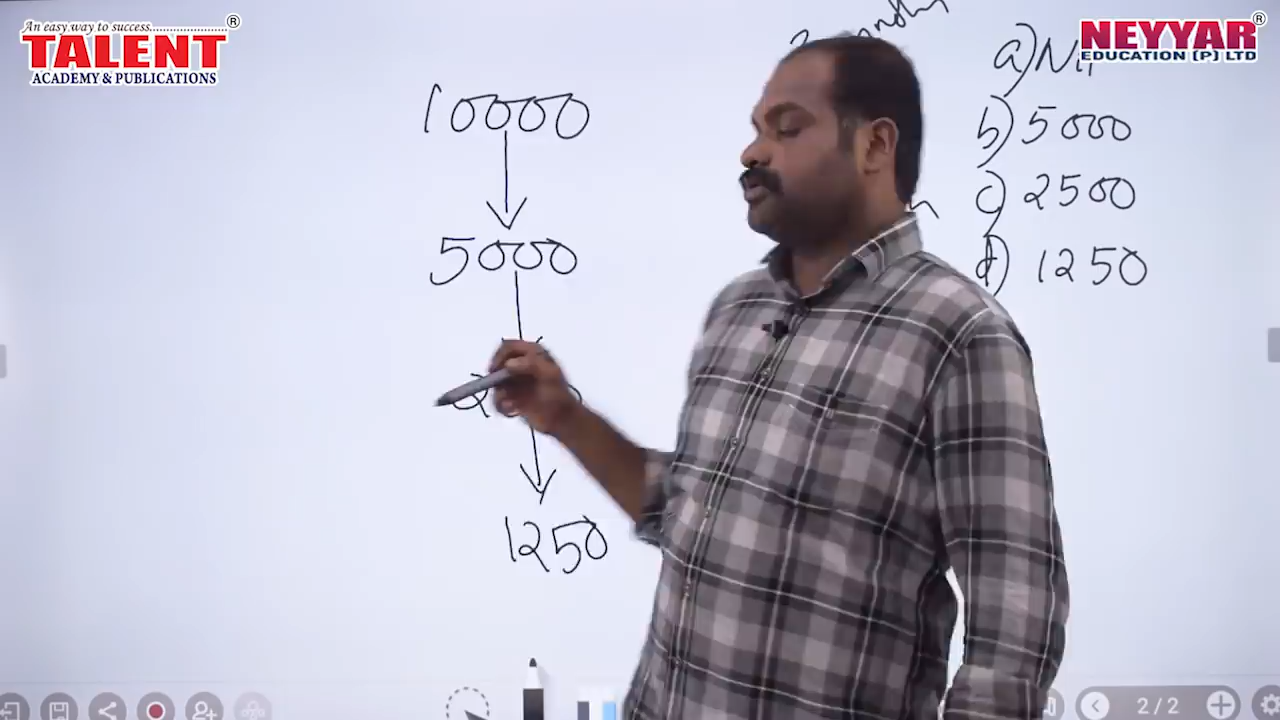 An easy way to success.......................
TALENT
ACADEMY & PUBLICATIONS
NEYYAR
EDUCATION [P] LTD
10000
5000
1250
a) Nil
b) 5000
c) 2500
d) 1250
2/2